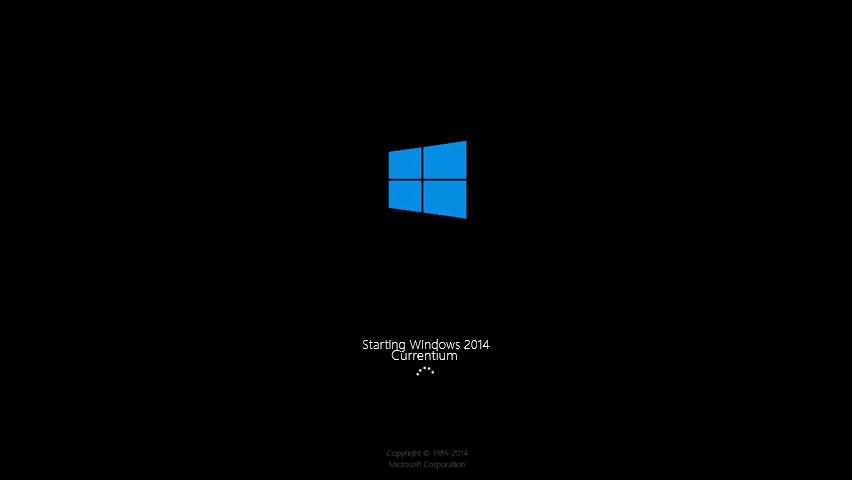 Starting Windows 2014
Currentium
Copyright © 1985-2014
Microsoft Corporation